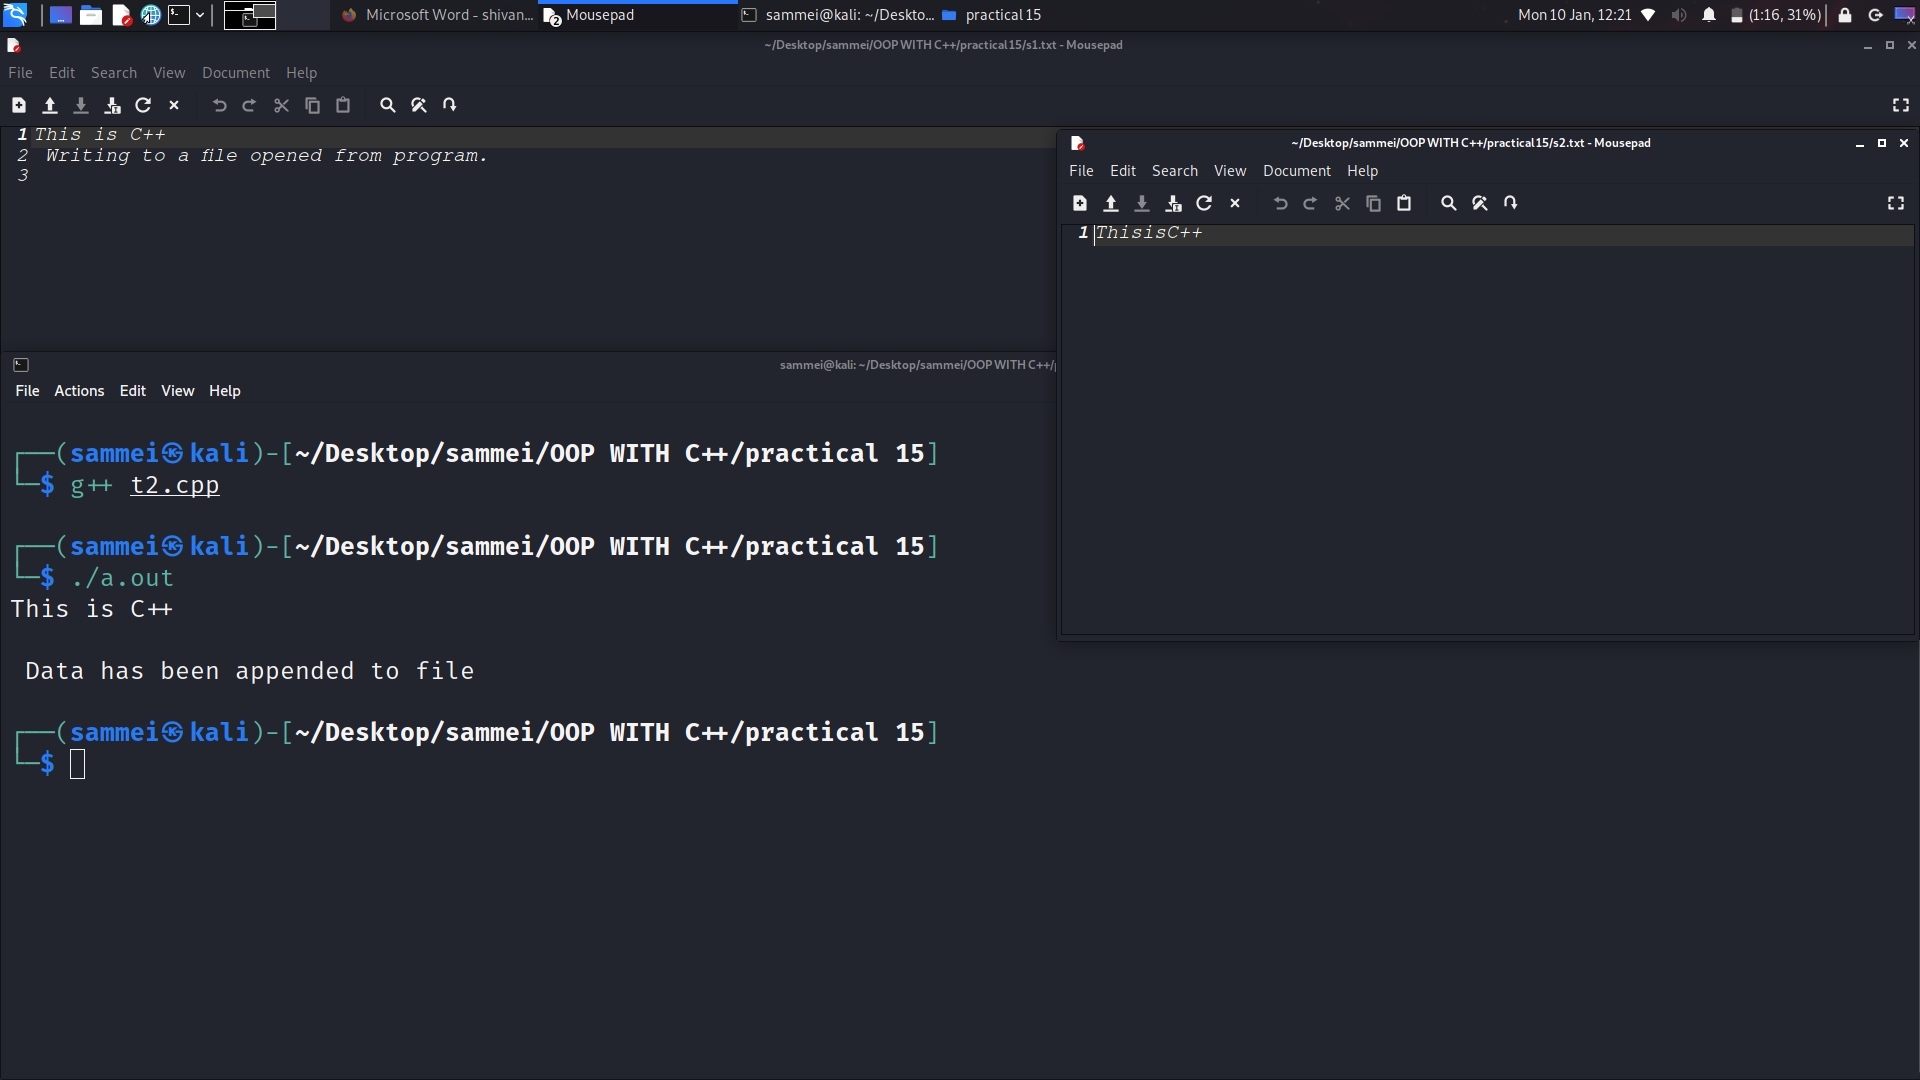 Microsoft Word - shivan...
2
Mousepad
sammei@kali: ~/Deskto...
practical 15
Mon 10 Jan, 12:21
(1:16, 31%)
~/Desktop/sammei/OOP WITH C++/practical 15/s1.txt - Mousepad
File Edit Search View Document Help
1 This is C++
2 Writing to a file opened from program.
3
~/Desktop/sammei/OOP WITH C++/practical 15/s2.txt - Mousepad
File Edit Search View Document Help
1 ThisisC++
sammei@kali: ~/Desktop/sammei/OOP WITH C++/p
File Actions Edit View Help
┌──(sammei㉿kali)-[~/Desktop/sammei/OOP WITH C++/practical 15]
└─$ g++ t2.cpp
┌──(sammei㉿kali)-[~/Desktop/sammei/OOP WITH C++/practical 15]
└─$ ./a.out
This is C++
Data has been appended to file
┌──(sammei㉿kali)-[~/Desktop/sammei/OOP WITH C++/practical 15]
└─$